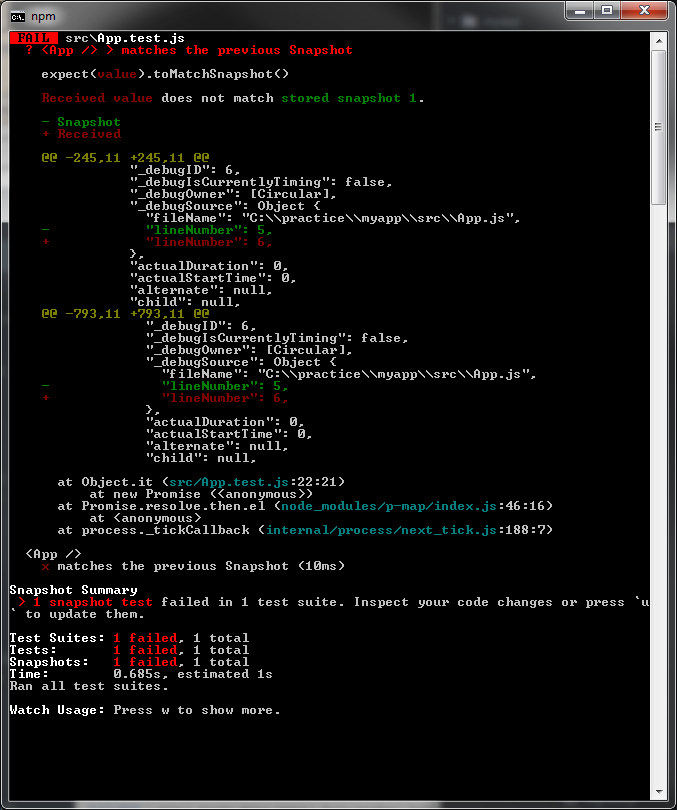 npm
FAIL src\App.test.js
? <App /> > matches the previous Snapshot
expect(value).toMatchSnapshot()
Received value does not match stored snapshot 1.
- Snapshot
+ Received
@@ -245,11 +245,11 @@
"_debugID": 6,
"_debugIsCurrentlyTiming": false,
"_debugOwner": [Circular],
"_debugSource": Object {
"fileName": "C:\\practice\\myapp\\src\\App.js",
- "lineNumber": 5,
+ "lineNumber": 6,
},
"actualDuration": 0,
"actualStartTime": 0,
"alternate": null,
"child": null,
@@ -793,11 +793,11 @@
"_debugID": 6,
"_debugIsCurrentlyTiming": false,
"_debugOwner": [Circular],
"_debugSource": Object {
"fileName": "C:\\practice\\myapp\\src\\App.js",
- "lineNumber": 5,
+ "lineNumber": 6,
},
"actualDuration": 0,
"actualStartTime": 0,
"alternate": null,
"child": null,
at Object.it (src/App.test.js:22:21)
at new Promise (<anonymous>)
at Promise.resolve.then.el (node_modules/p-map/index.js:46:16)
at <anonymous>
at process._tickCallback (internal/process/next_tick.js:188:7)
<App />
x matches the previous Snapshot (10ms)
Snapshot Summary
> 1 snapshot test failed in 1 test suite. Inspect your code changes or press `u
` to update them.
Test Suites: 1 failed, 1 total
Tests: 1 failed, 1 total
Snapshots: 1 failed, 1 total
Time: 0.685s, estimated 1s
Ran all test suites.
Watch Usage: Press w to show more.